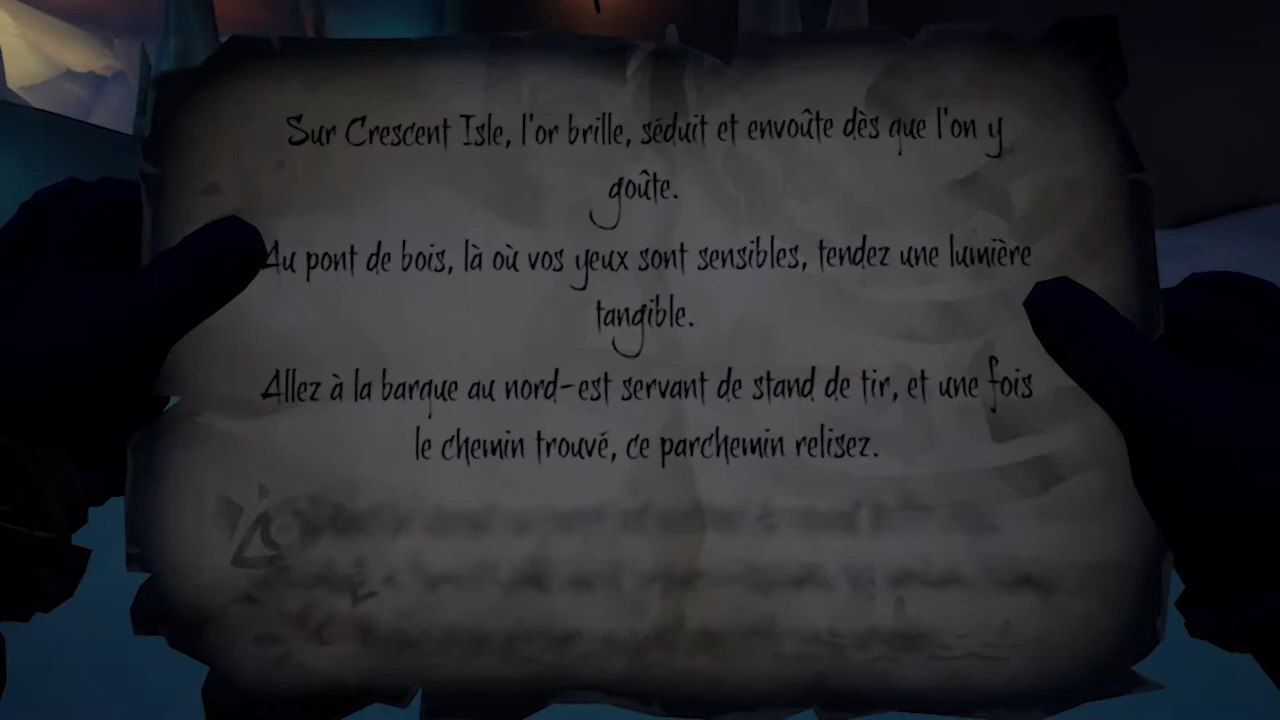 Sur Crescent Isle, l'or brille, séduit et envoûte dès que l'on y
goûte.
Au pont de bois, là où vos yeux sont sensibles, tendez une lumière
tangible.
Allez à la barque au nord-est servant de stand de tir, et une fois
le chemin trouvé, ce parchemin relisez.